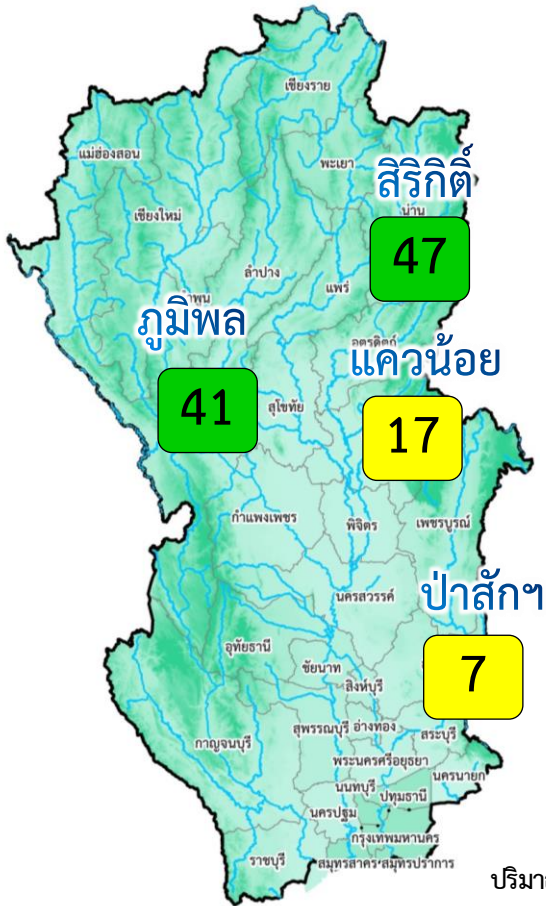 เชียงราย
แม่ฮ่องสอน
พะเยา
สิริกิติ์
น่าน
เชียงใหม่
47
ลำปาง
แพร่
ลำพูน
ภูมิพล
อุตรดิตถ์
แควน้อย
41
สุโขทัย
17
กำแพงเพชร
พิจิตร
เพชรบูรณ์
นครสวรรค์
ป่าสักฯ
อุทัยธานี
ชัยนาท
7
สิงห์บุรี
สุพรรณบุรี อ่างทอง
สระบุรี
กาญจนบุรี
พระนครศรีอยุธยา
นครนายก
นนทบุรี
ปทุมธานี
นครปฐม
กรุงเทพมหานคร
ราชบุรี
สมุทรสาคร สมุทรปราการ